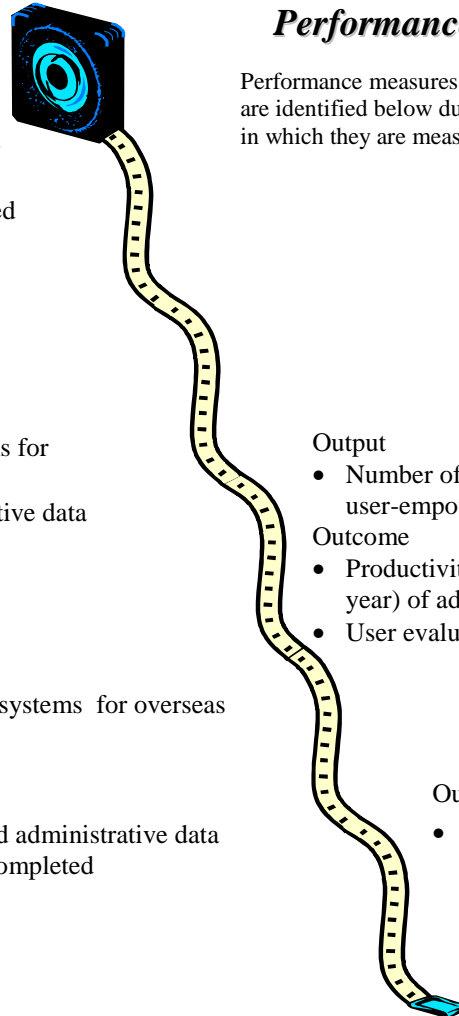 Performance
Performance measures
are identified below du
in which they are meas
ed
s for
tive data
Output
• Number of
user-empo
Outcome
• Productivit
year) of ad
• User evalu
systems for overseas
d administrative data
ompleted
Ou
•